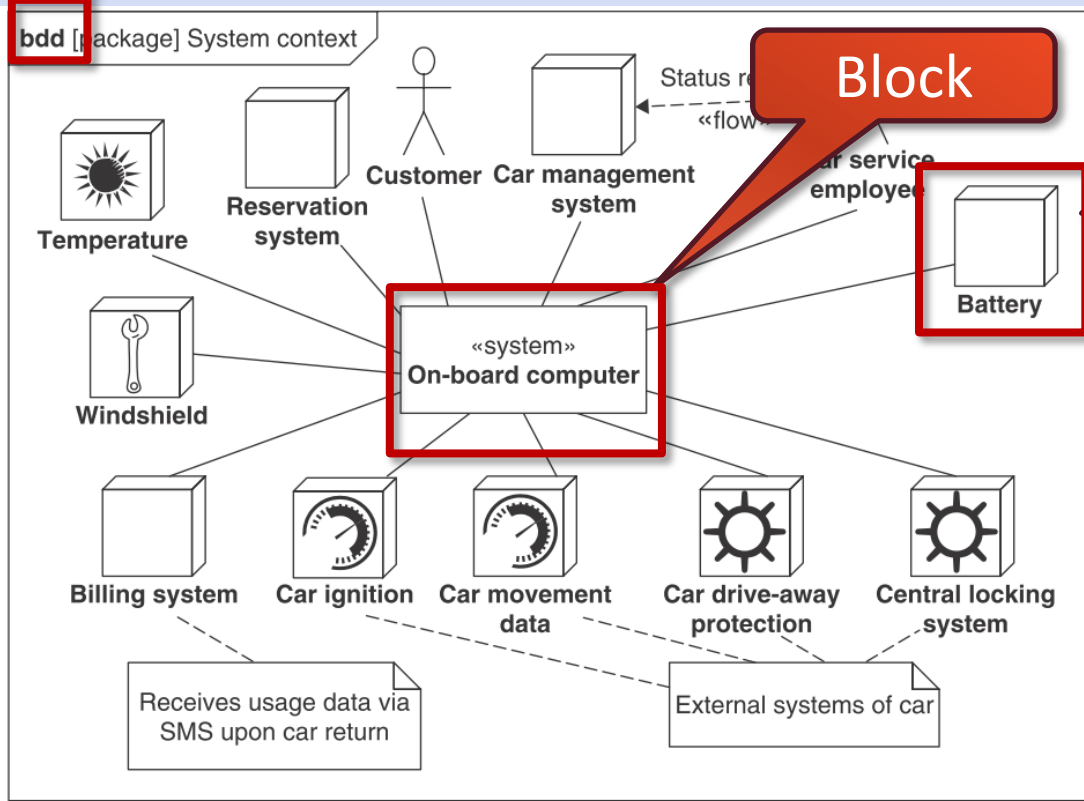 bdd [package] System context
Block
Status
«flow»
Temperature
Reservation
system
Customer
Car management
system
service
employee
Battery
«system»
On-board computer
Windshield
Billing system
Car ignition
Car movement
data
Car drive-away
protection
Central locking
system
Receives usage data via
SMS upon car return
External systems of car